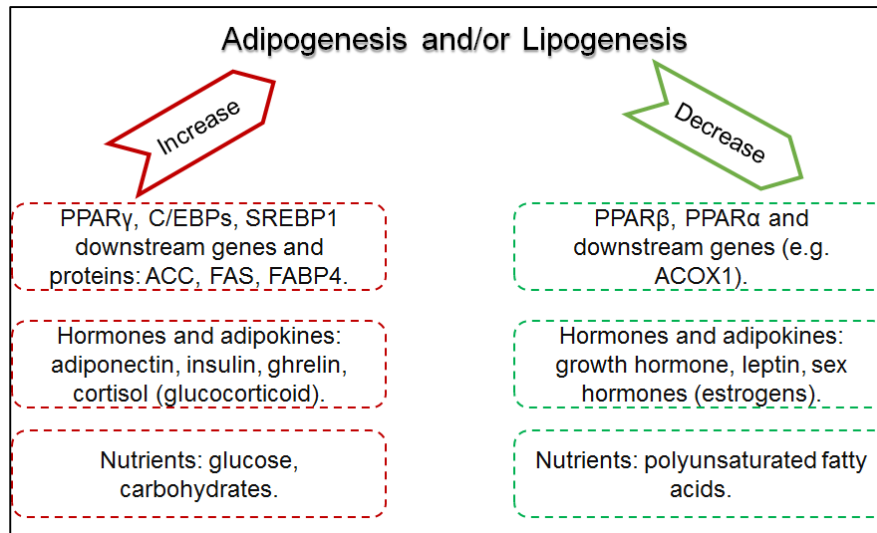 Adipogenesis and/or Lipogenesis
Increase
Decrease
PPARγ, C/EBPs, SREBP1
downstream genes and
proteins: ACC, FAS, FABP4.
PPARβ, PPARα and
downstream genes (e.g.
ACOX1).
Hormones and adipokines:
adiponectin, insulin, ghrelin,
cortisol (glucocorticoid).
Hormones and adipokines:
growth hormone, leptin, sex
hormones (estrogens).
Nutrients: glucose,
carbohydrates.
Nutrients: polyunsaturated fatty
acids.